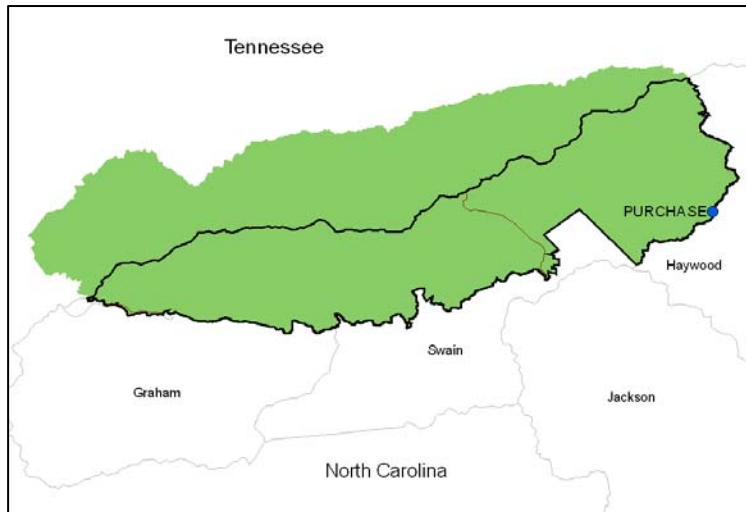 Tennessee
PURCHASE
Haywood
Swain
Graham
Jackson
North Carolina